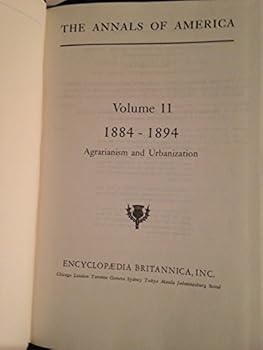 THE ANNALS OF AMERICA
Volume 11
1884 - 1894
Agrarianism and Urbanization
ENCYCLOPÆDIA BRITANNICA, INC.
Chicago London Toronto Geneva Sydney Tokyo Manila Johannesburg Seoul